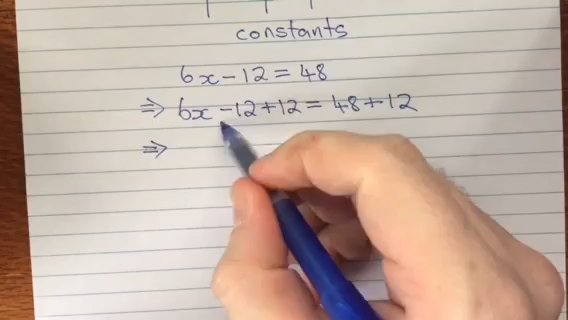 constants
6x - 12 = 48
⇒ 6x - 12 + 12 = 48 + 12
⇒